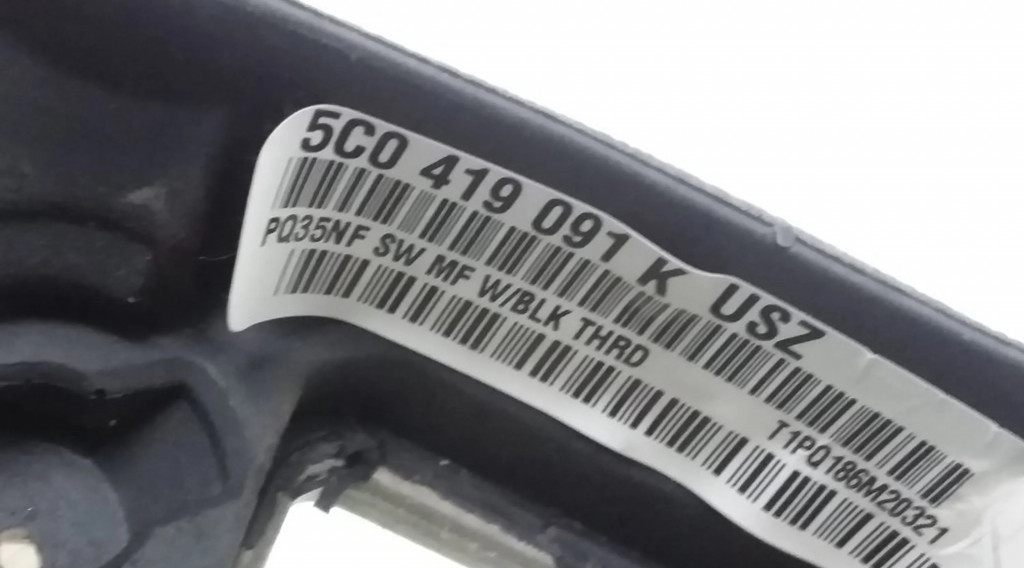 5C0 419 091 K USZ
PQ35NF SW MF W/BLK THRD
T1PQ186M20321